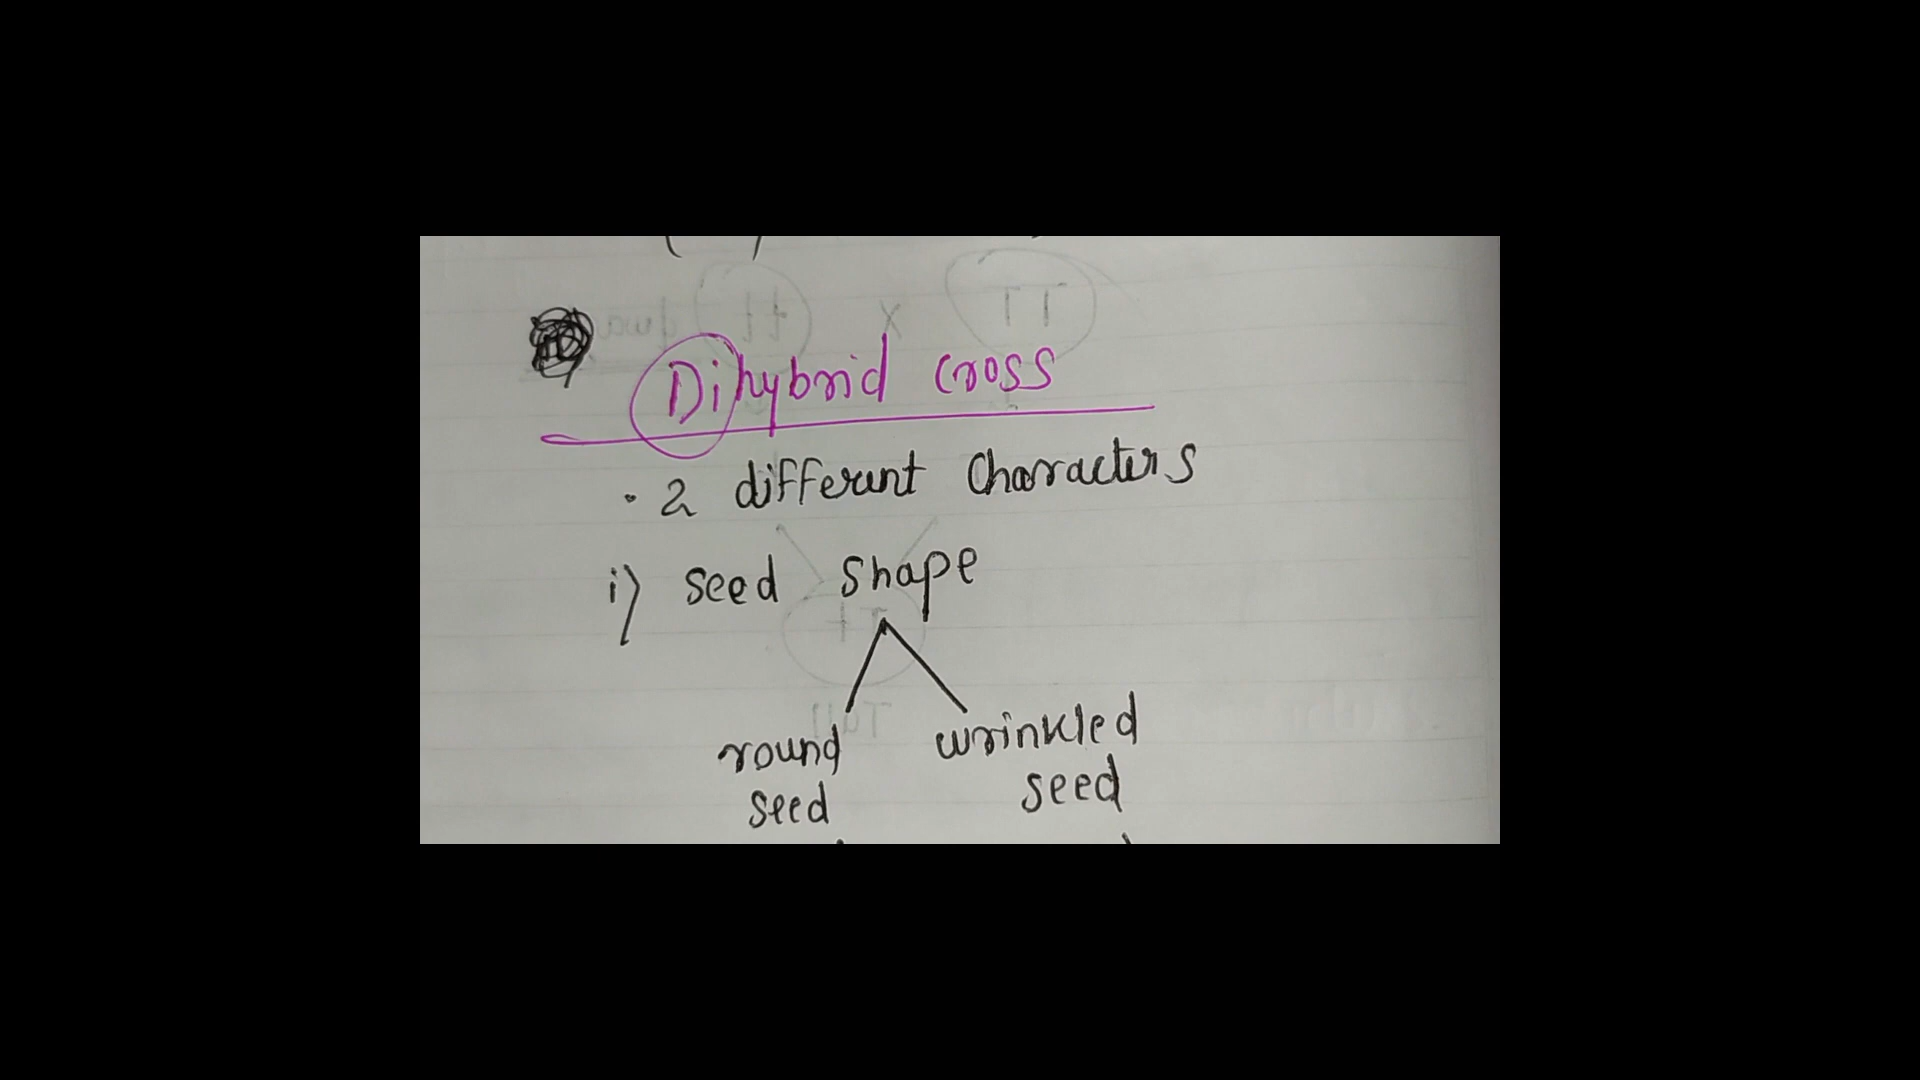 Dihybrid cross
· 2 different characters
i) seed shape
round wrinkled
seed seed